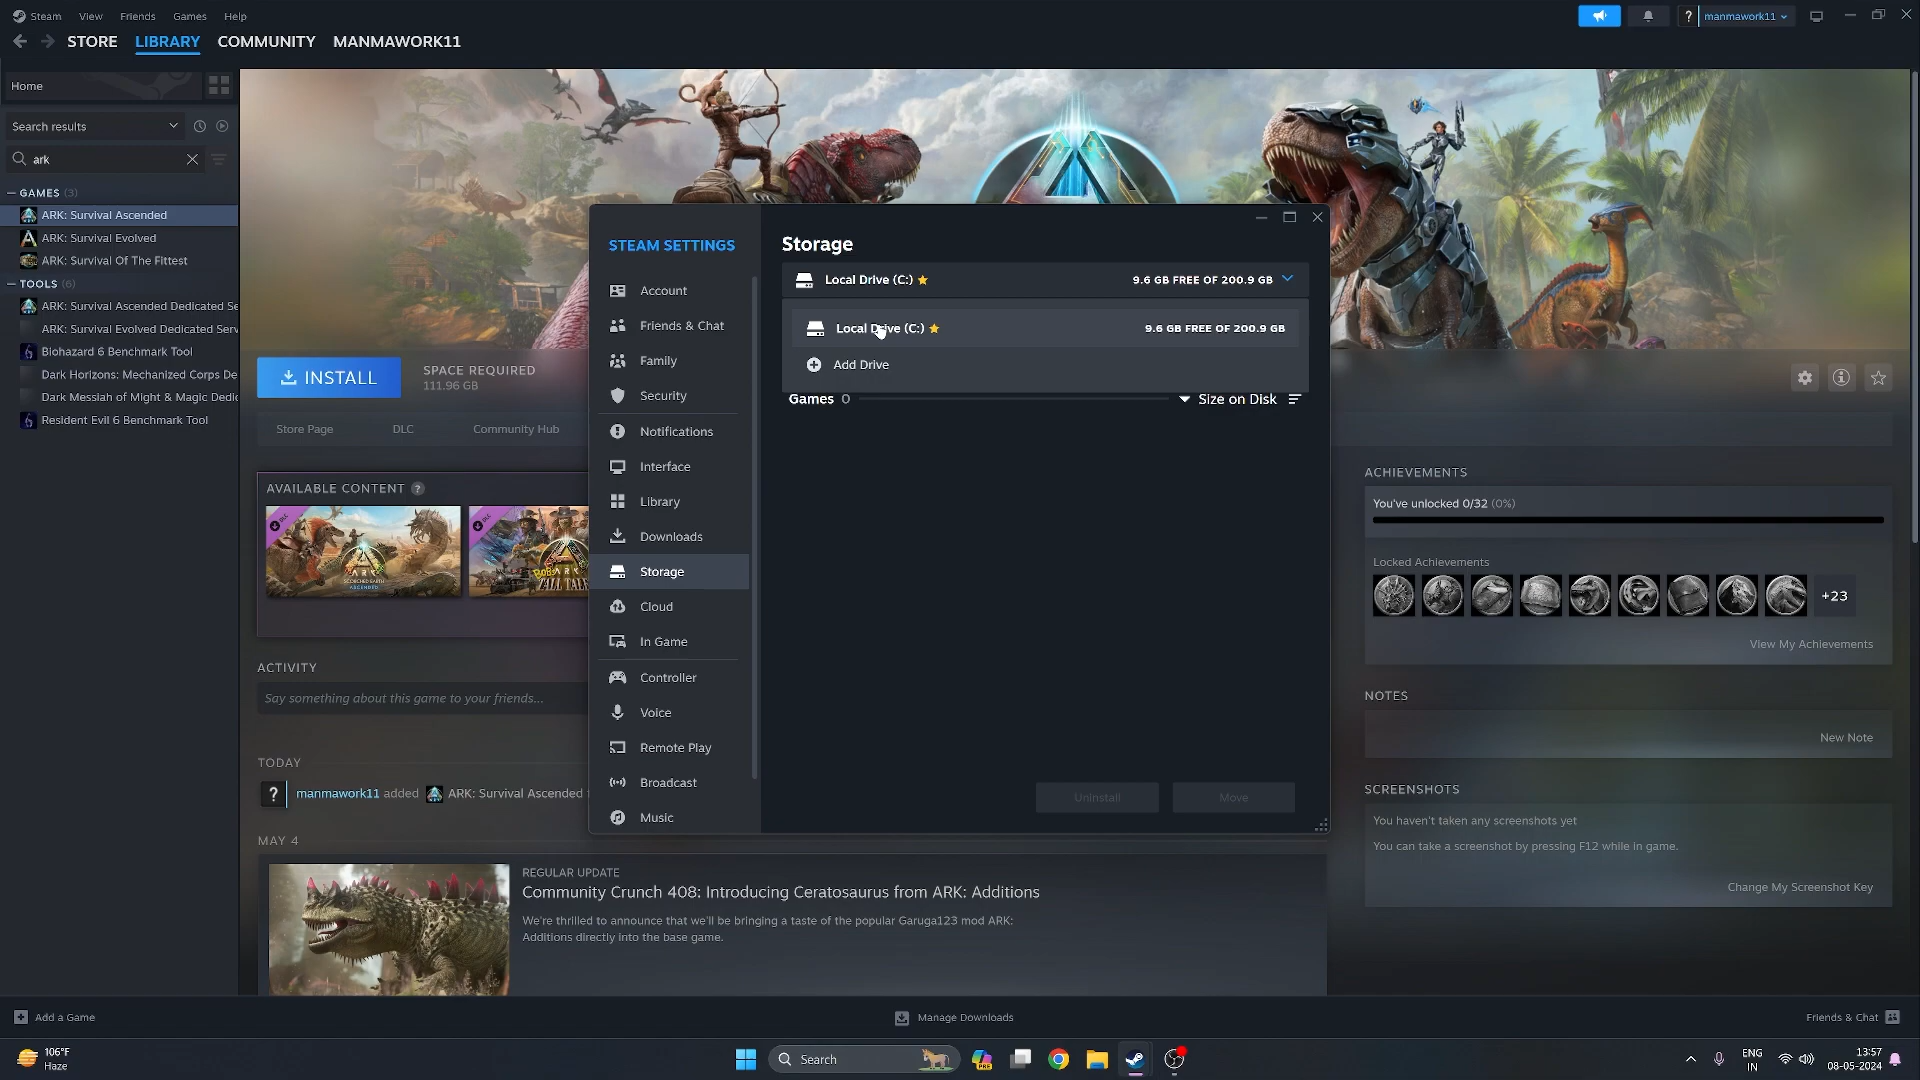 Steam View Friends Games Help
manmawork11
STORE LIBRARY COMMUNITY MANMAWORK11
Home
Search results
ark
GAMES (3)
ARK: Survival Ascended
ARK: Survival Evolved
ARK: Survival Of The Fittest
TOOLS (6)
ARK: Survival Ascended Dedicated Se
ARK: Survival Evolved Dedicated Serv
Biohazard 6 Benchmark Tool
Dark Horizons: Mechanized Corps De
Dark Messiah of Might & Magic Dedic
Resident Evil 6 Benchmark Tool
INSTALL
SPACE REQUIRED
111.96 GB
Store Page DLC Community Hub
AVAILABLE CONTENT ?
DLC
ARK
SCORCHED EARTH
ASCENDED
DLC
BOB'S
ARK
TALL TALE
ACTIVITY
Say something about this game to your friends...
TODAY
? manmawork11 added ARK: Survival Ascended
MAY 4
REGULAR UPDATE
Community Crunch 408: Introducing Ceratosaurus from ARK: Additions
We're thrilled to announce that we'll be bringing a taste of the popular Garuga123 mod ARK:
Additions directly into the base game.
STEAM SETTINGS
Account
Friends & Chat
Family
Security
Notifications
Interface
Library
Downloads
Storage
Cloud
In Game
Controller
Voice
Remote Play
Broadcast
Music
Storage
Local Drive (C:) 9.6 GB FREE OF 200.9 GB
Local Drive (C:) 9.6 GB FREE OF 200.9 GB
Add Drive
Games 0 Size on Disk
Uninstall Move
ACHIEVEMENTS
You've unlocked 0/32 (0%)
Locked Achievements
+23
View My Achievements
NOTES
New Note
SCREENSHOTS
You haven't taken any screenshots yet
You can take a screenshot by pressing F12 while in game.
Change My Screenshot Key
Add a Game
Manage Downloads
Friends & Chat
106°F
Haze
Search
PRE
ENG
IN
13:57
08-05-2024